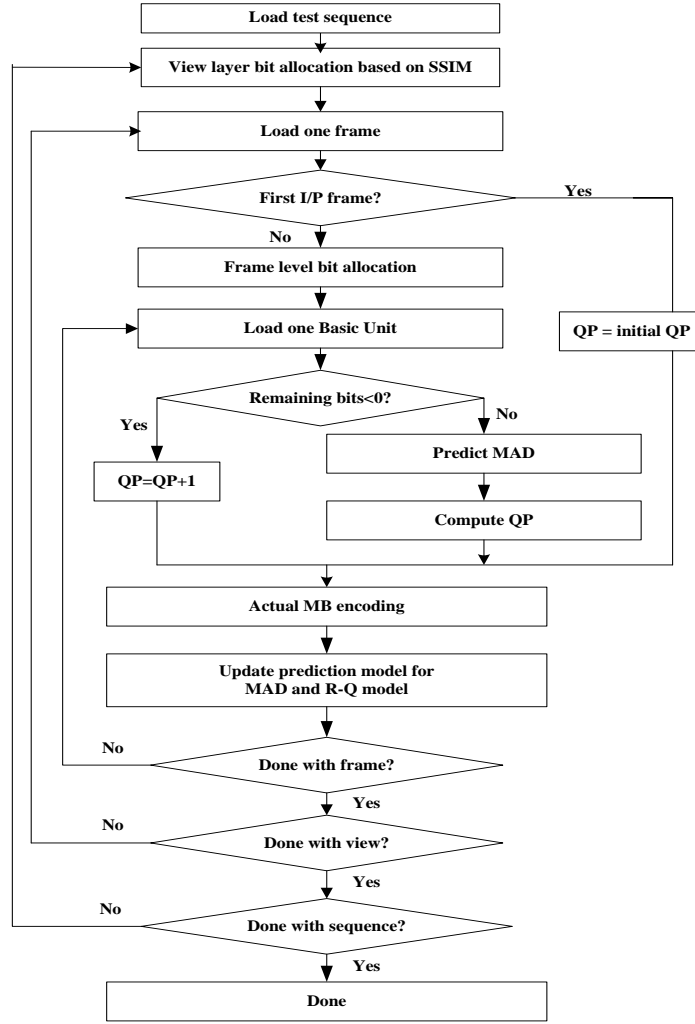 Load test sequence
View layer bit allocation based on SSIM
Load one frame
First I/P frame?
Yes
No
Frame level bit allocation
Load one Basic Unit
QP = initial QP
Remaining bits<0?
Yes
No
Predict MAD
QP=QP+1
Compute QP
Actual MB encoding
Update prediction model for
MAD and R-Q model
No
Done with frame?
Yes
No
Done with view?
Yes
No
Done with sequence?
Yes
Done